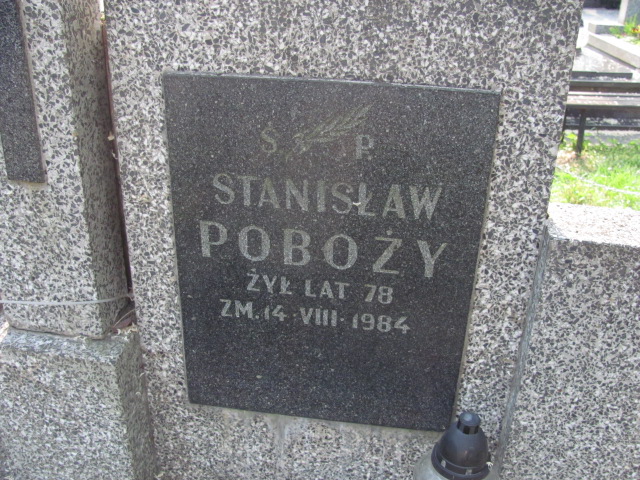 Ś P.
STANISŁAW
POBOŻY
ŻYŁ LAT 78
ZM. 14 · VIII · 1984